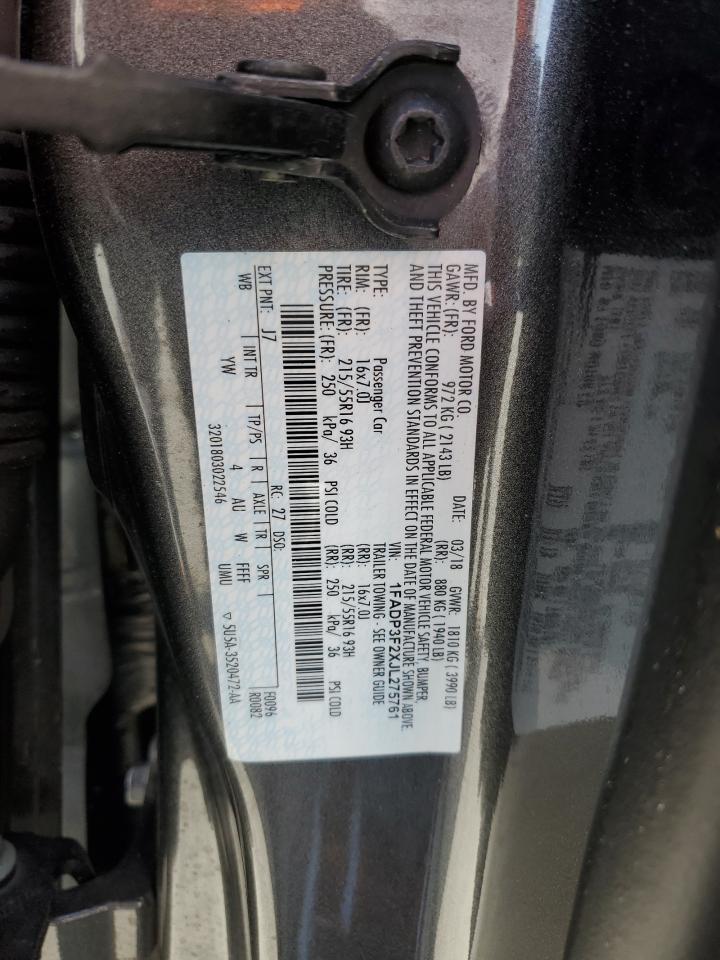 MFD. BY FORD MOTOR CO. DATE: 03/18 GVWR: 1810 KG ( 3990 LB)
GAWR: (FR): 972 KG ( 2143 LB) (RR): 880 KG ( 1940 LB)
THIS VEHICLE CONFORMS TO ALL APPLICABLE FEDERAL MOTOR VEHICLE SAFETY, BUMPER,
AND THEFT PREVENTION STANDARDS IN EFFECT ON THE DATE OF MANUFACTURE SHOWN ABOVE.
VIN: 1FADP3F2XJL275761
TYPE: Passenger Car TRAILER TOWING - SEE OWNER GUIDE
RIM: (FR): 16x7.0J (RR): 16x7.0J
TIRE: (FR): 215/55R16 93H (RR): 215/55R16 93H
PRESSURE: (FR): 250 kPa/ 36 PSI COLD (RR): 250 kPa/ 36 PSI COLD
RC: 27 DSO: F0096
EXT PNT: J7 R0082
INT TR TP/PS R AXLE TR SPR
WB YW 4 AU W FFFF UMU
3201803022546 ▽ 5U5A-3520472-AA